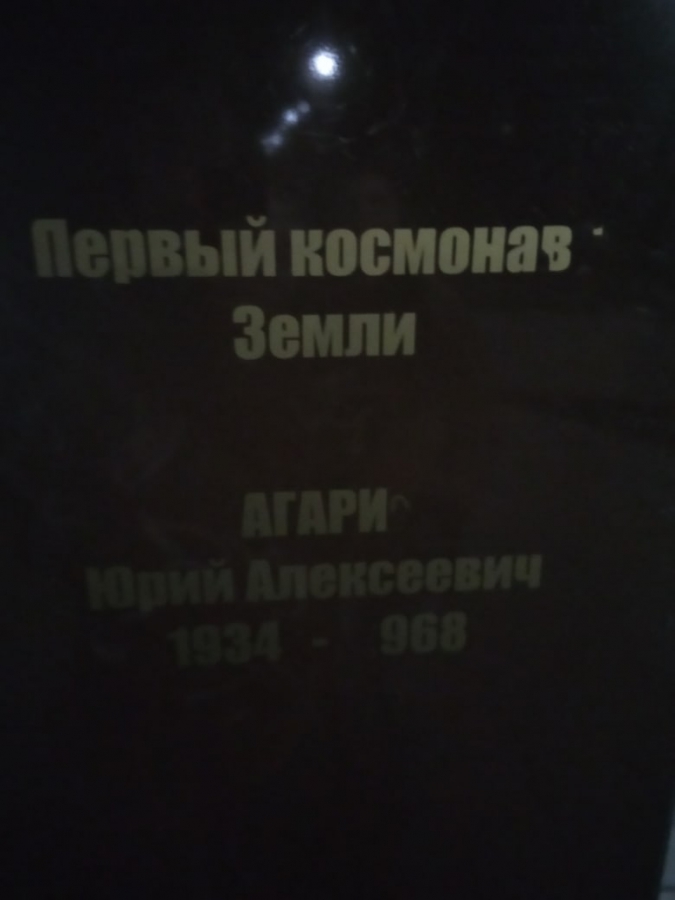 Первый космонав
Земли
АГАРИ
Юрий Алексеевич
1934 - 968